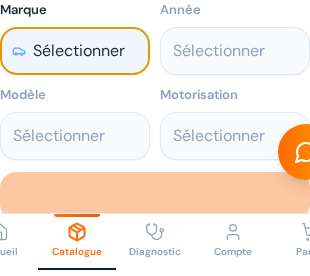 Marque Année
Sélectionner Sélectionner
Modèle Motorisation
Sélectionner Sélectionner
ueil Catalogue Diagnostic Compte Pa